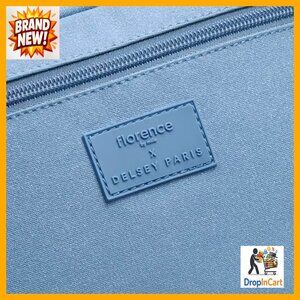 BRAND
NEW!
florence
by mills
X
DELSEY PARIS
DropInCart